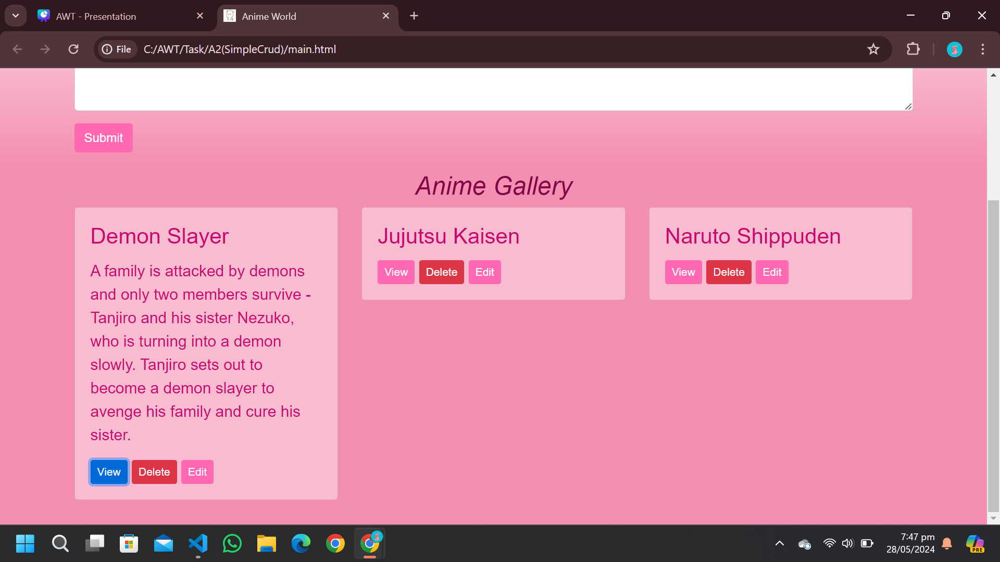 AWT - Presentation
Anime World
File
C:/AWT/Task/A2(SimpleCrud)/main.html
Submit
Anime Gallery
Demon Slayer
A family is attacked by demons
and only two members survive -
Tanjiro and his sister Nezuko,
who is turning into a demon
slowly. Tanjiro sets out to
become a demon slayer to
avenge his family and cure his
sister.
View Delete Edit
Jujutsu Kaisen
View Delete Edit
Naruto Shippuden
View Delete Edit
7:47 pm
28/05/2024
PRE